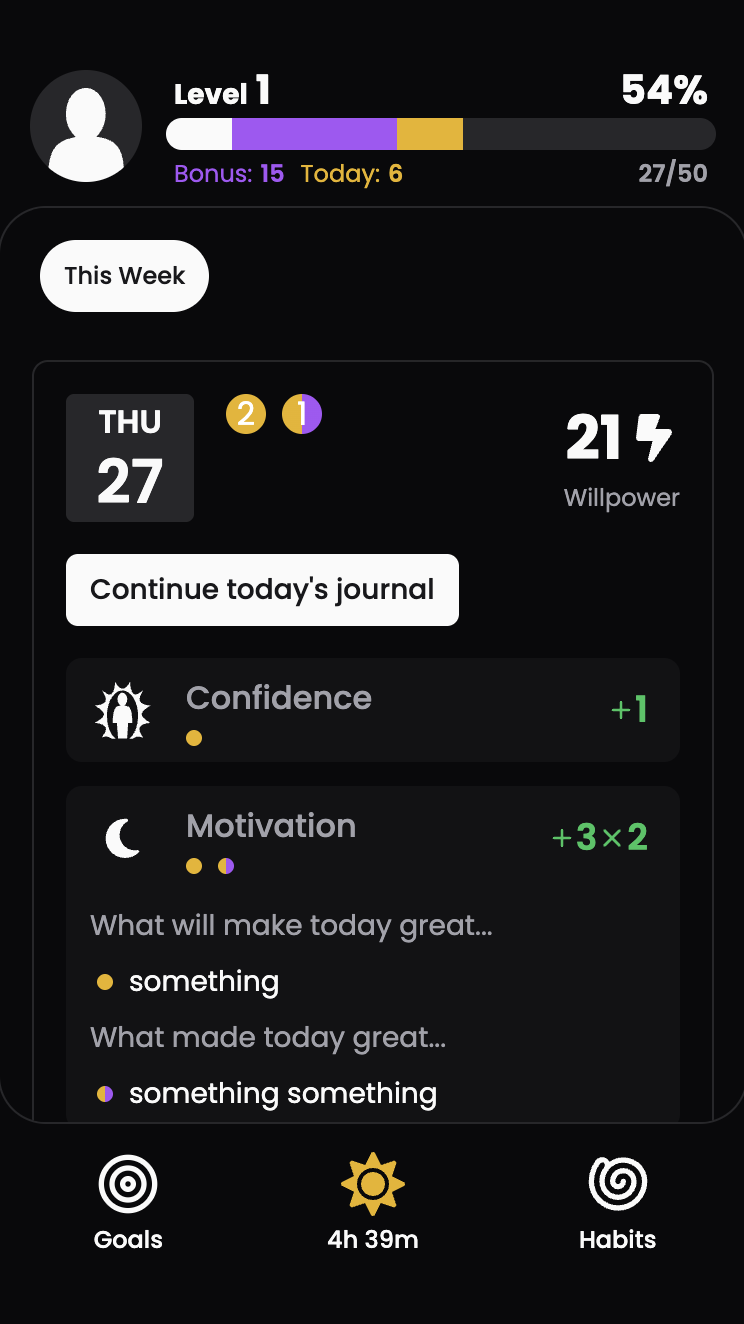 Level 1 54%
Bonus: 15 Today: 6 27/50
This Week
THU
27
2 1
21
Willpower
Continue today's journal
Confidence +1
Motivation +3×2
What will make today great...
something
What made today great...
something something
Goals 4h 39m Habits